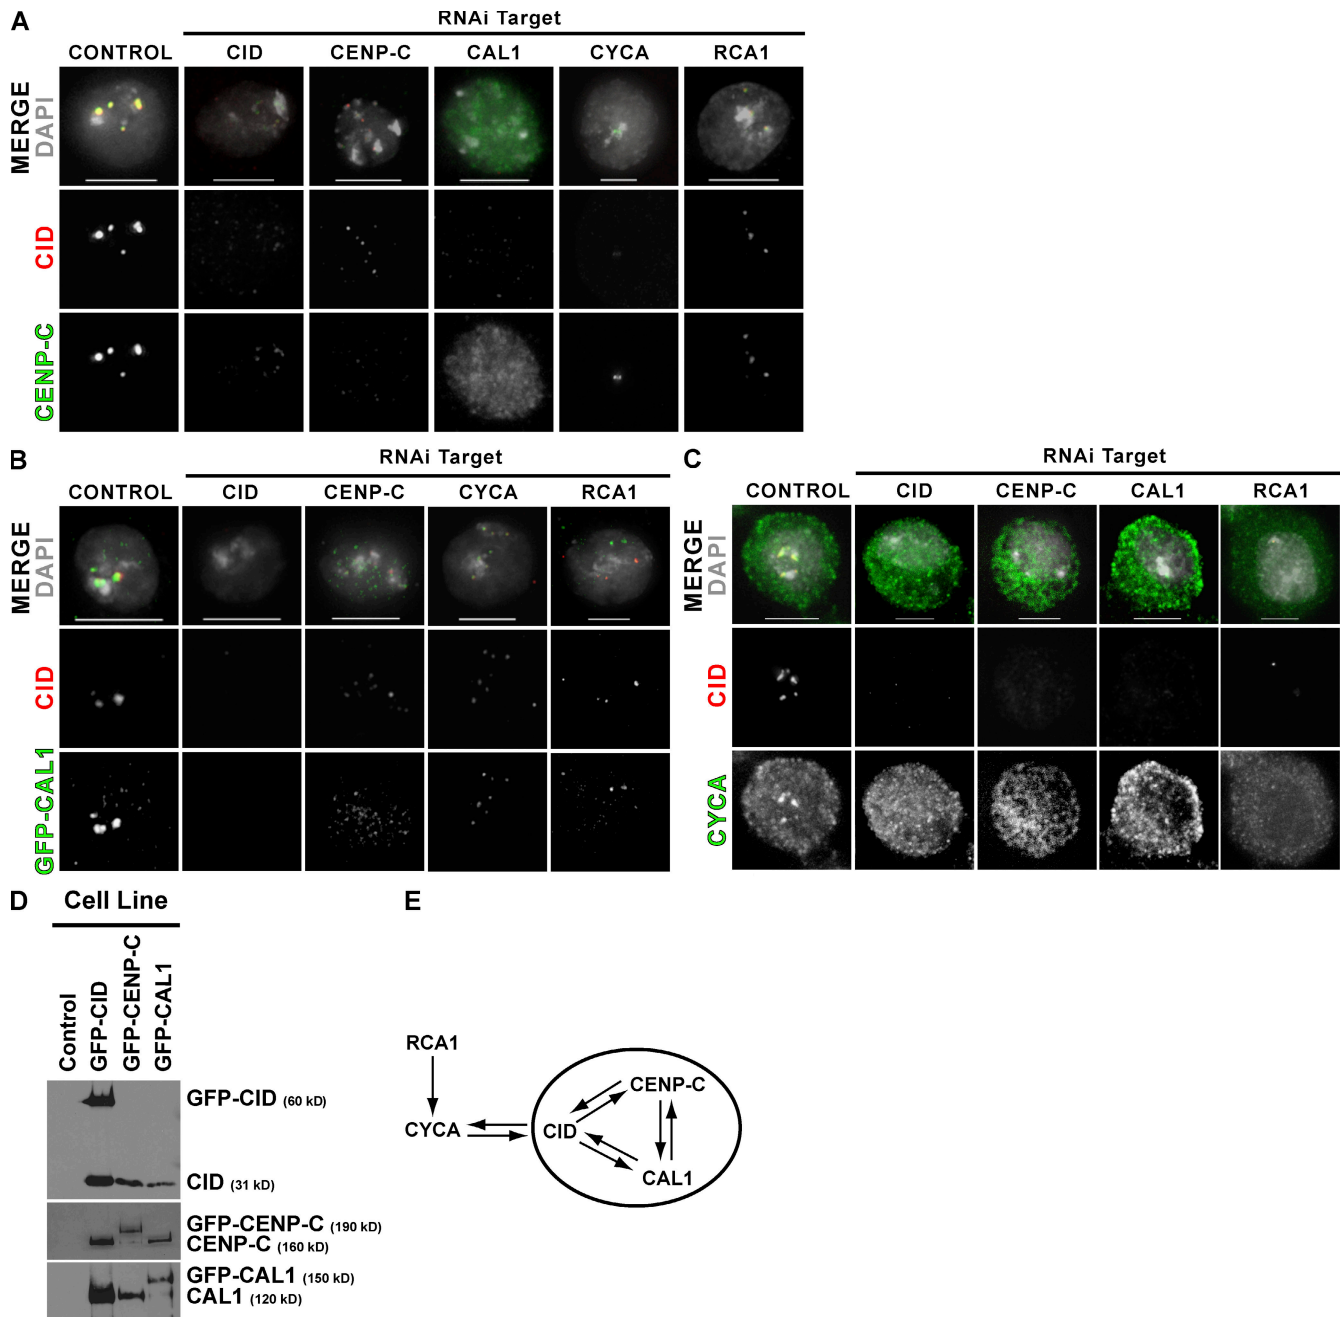 A
RNAi Target
CONTROL CID CENP-C CAL1 CYCA RCA1
MERGE
DAPI
CID
CENP-C
B
RNAi Target
CONTROL CID CENP-C CYCA RCA1
MERGE
DAPI
CID
GFP-CAL1
C
RNAi Target
CONTROL CID CENP-C CAL1 RCA1
MERGE
DAPI
CID
CYCA
D
Cell Line
Control
GFP-CID
GFP-CENP-C
GFP-CAL1
GFP-CID (60 kD)
CID (31 kD)
GFP-CENP-C (190 kD)
CENP-C (160 kD)
GFP-CAL1 (150 kD)
CAL1 (120 kD)
E
RCA1
CENP-C
CYCA
CID
CAL1